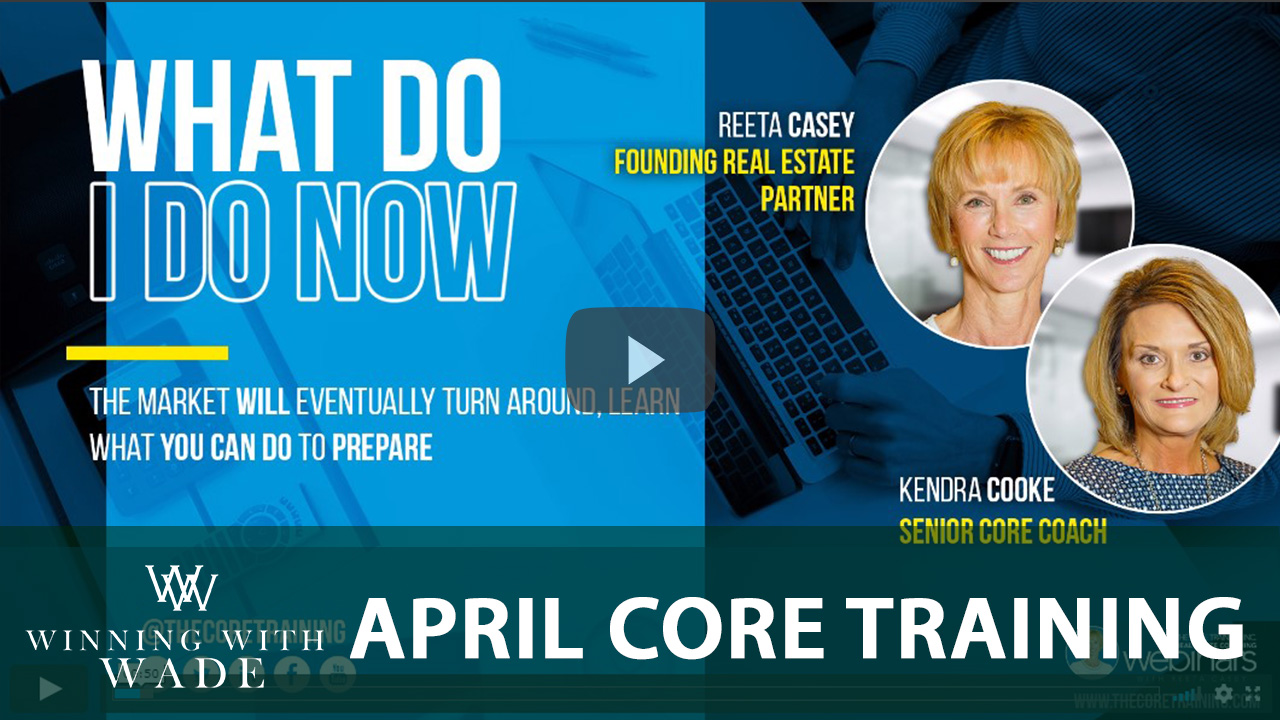 WHAT DO
I DO NOW
THE MARKET WILL EVENTUALLY TURN AROUND, LEARN
WHAT YOU CAN DO TO PREPARE
REETA CASEY
FOUNDING REAL ESTATE
PARTNER
KENDRA COOKE
SENIOR CORE COACH
W W
WINNING WITH
WADE
APRIL CORE TRAINING
@THECORETRAINING
webinars
WWW.THECORETRAINING.COM